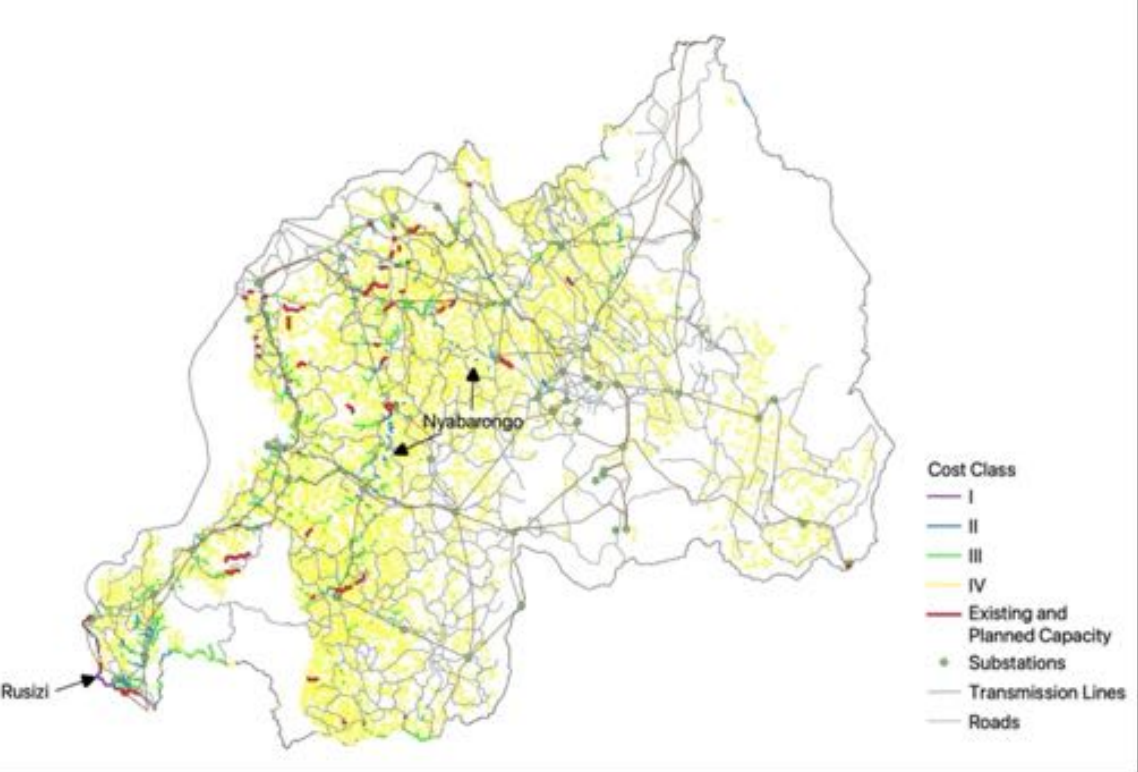 Nyabarongo
Rusizi
Cost Class
I
II
III
IV
Existing and
Planned Capacity
Substations
Transmission Lines
Roads